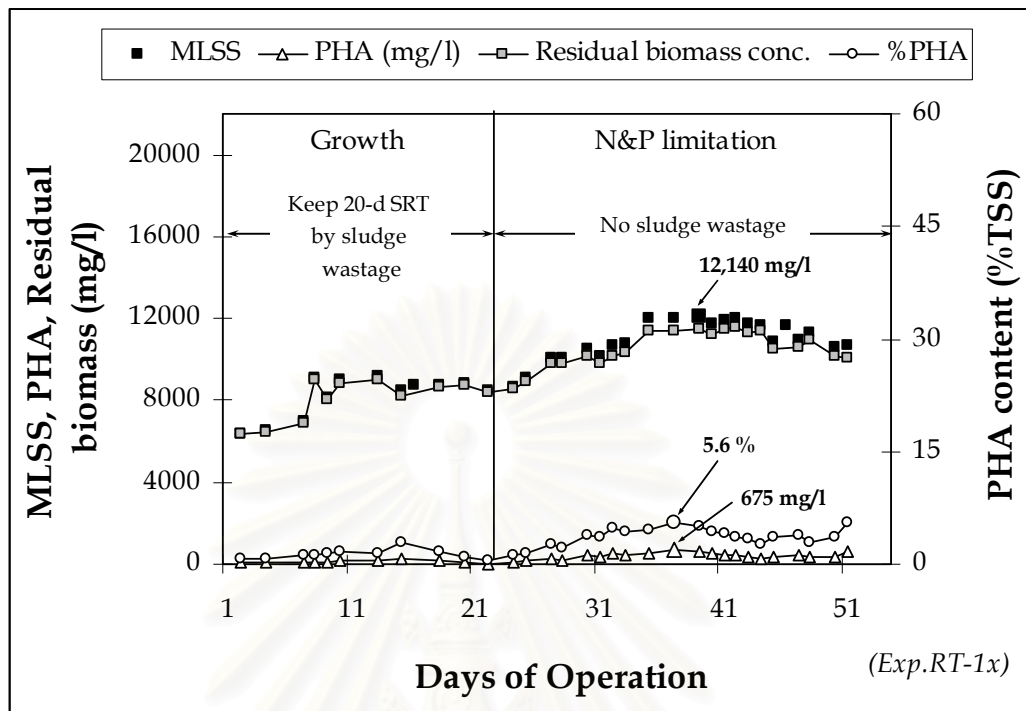 MLSS PHA (mg/l) Residual biomass conc. %PHA
Growth N&P limitation
Keep 20-d SRT
by sludge
wastage
No sludge wastage
12,140 mg/l
5.6 %
675 mg/l
MLSS, PHA, Residual
biomass (mg/l)
20000
16000
12000
8000
4000
0
60
45
30
15
0
PHA content (%TSS)
1 11 21 31 41 51
Days of Operation
(Exp.RT-1x)